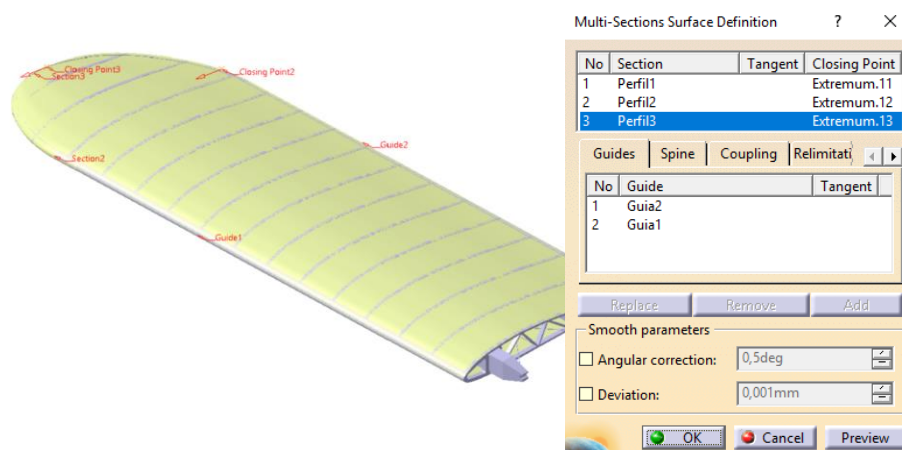 Closing Point3
Section3
Closing Point2
Guide2
Section2
Guide1
Multi-Sections Surface Definition ? ×
No Section Tangent Closing Point
1 Perfil1 Extremum.11
2 Perfil2 Extremum.12
3 Perfil3 Extremum.13
Guides Spine Coupling Relimitati
No Guide Tangent
1 Guia2
2 Guia1
Replace Remove Add
Smooth parameters
Angular correction: 0,5deg
Deviation: 0,001mm
OK Cancel Preview